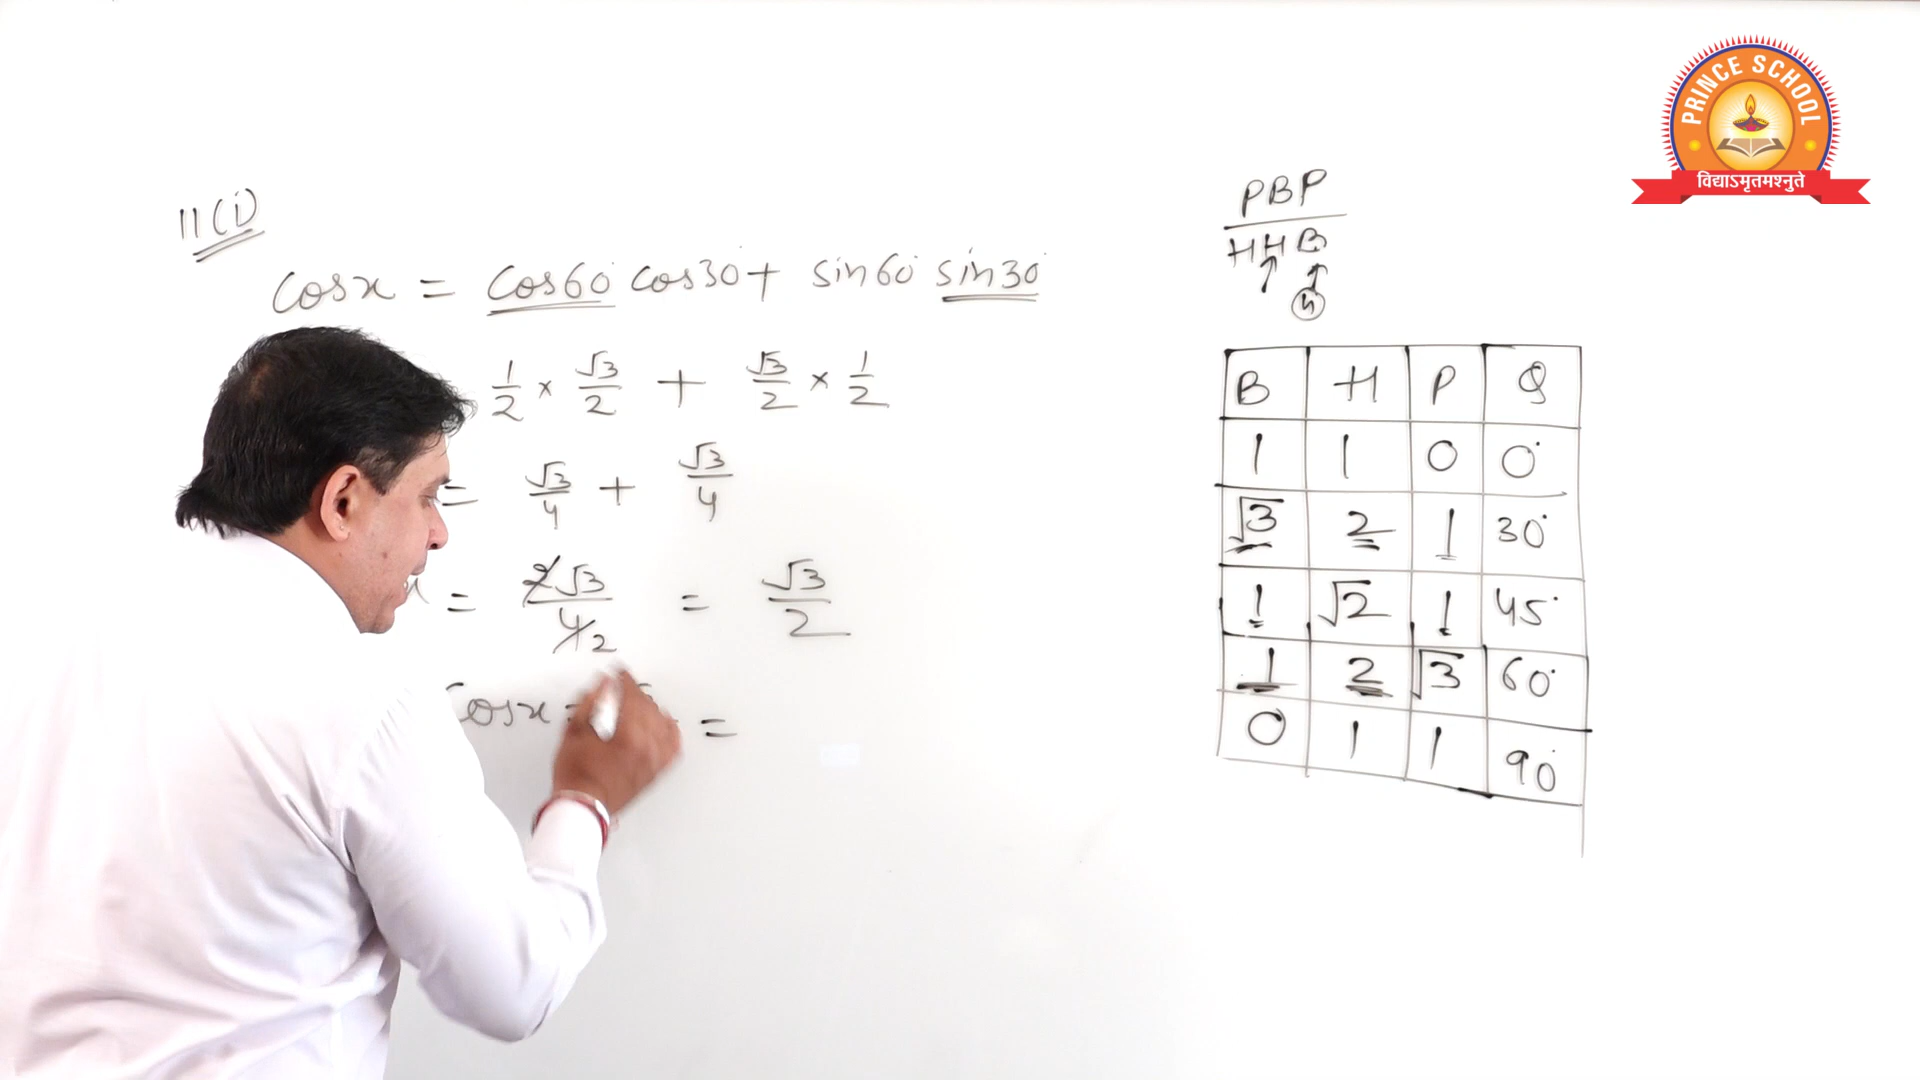 PRINCE SCHOOL
विद्याऽमृतमश्नुते
11(i)
cosx = cos60° cos30° + sin60° sin30°
1/2 × √3/2 + √3/2 × 1/2
= √3/4 + √3/4
= 2√3/4 2 = √3/2
cosx = =
PBP
HHB
B H P Q
1 1 0 0°
√3 2 1 30°
1 √2 1 45°
1 2 √3 60°
0 1 1 90°